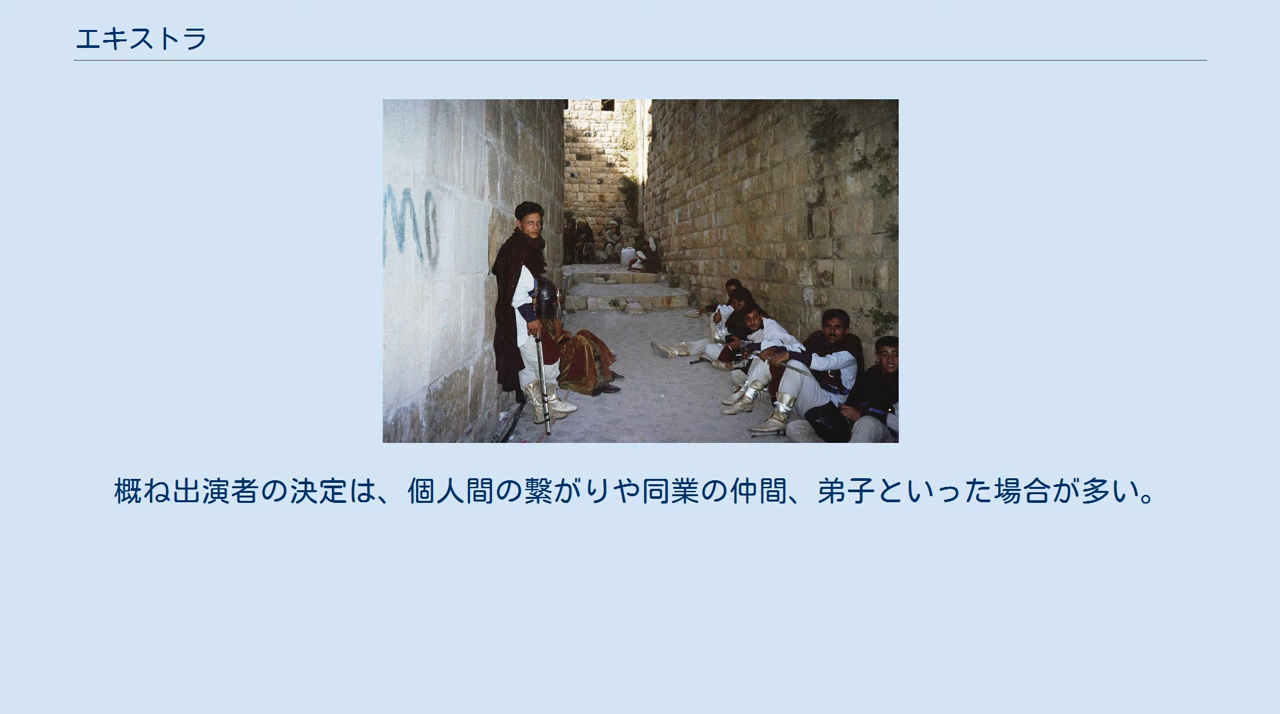 エキストラ
MO
概ね出演者の決定は、個人間の繋がりや同業の仲間、弟子といった場合が多い。